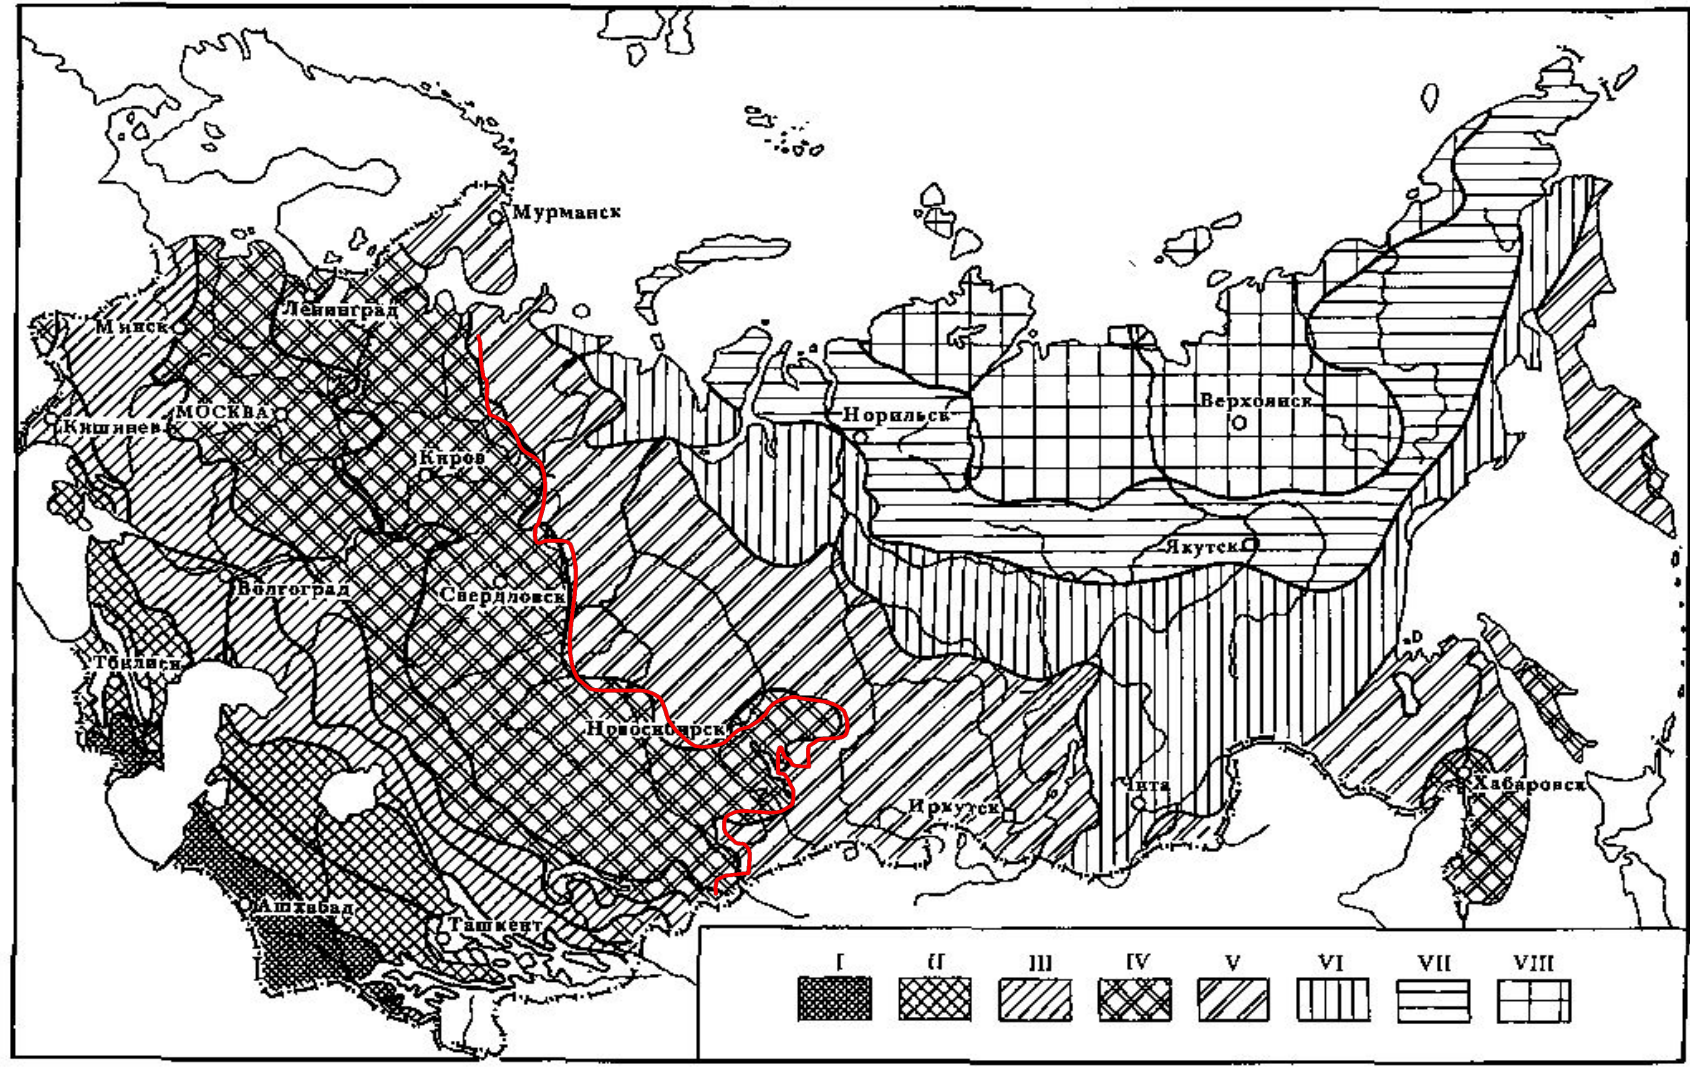 Мурманск
Ленинград
Минск
МОСКВА
Кишинев
Киров
Норильск
Верхоянск
Якутск
Волгоград
Свердловск
Тбилиси
Новосибирск
Чита
Иркутск
Хабаровск
Ашхабад
Ташкент
I II III IV V VI VII VIII